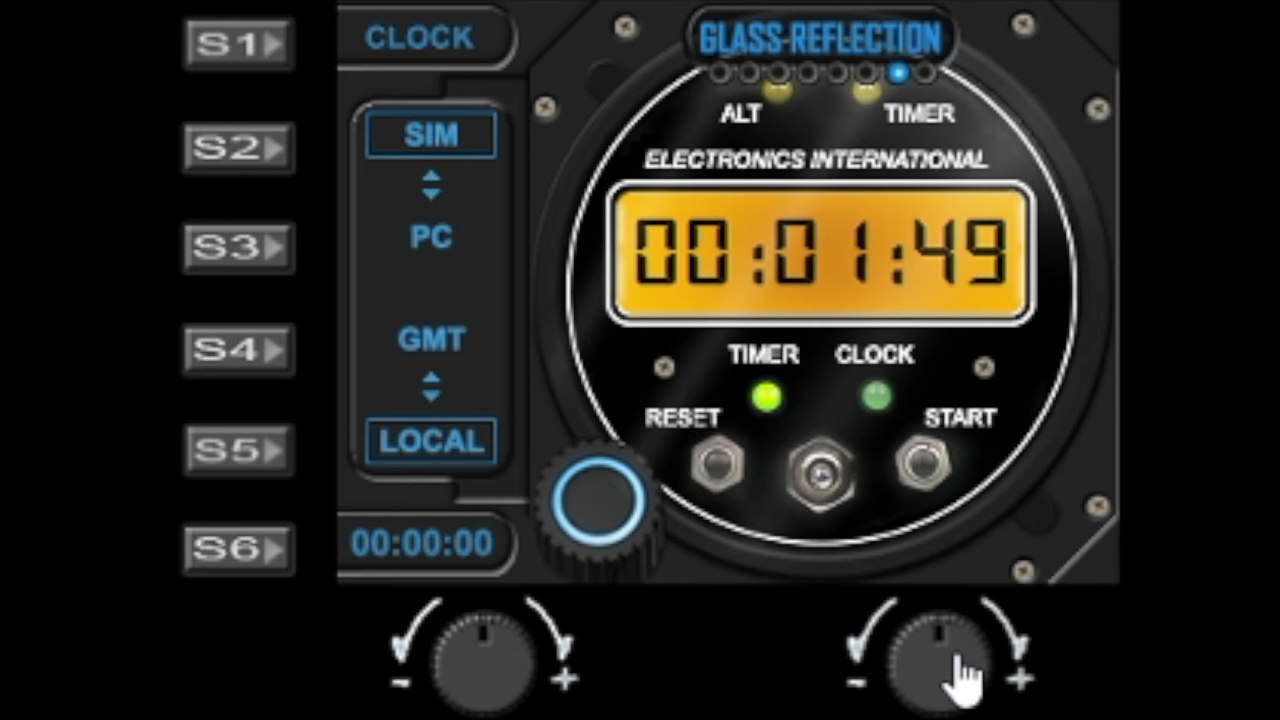 S1
S2
S3
S4
S5
S6
CLOCK
SIM
PC
GMT
LOCAL
00:00:00
GLASS-REFLECTION
ALT TIMER
ELECTRONICS INTERNATIONAL
00:01:49
TIMER CLOCK
RESET START
- +
- +